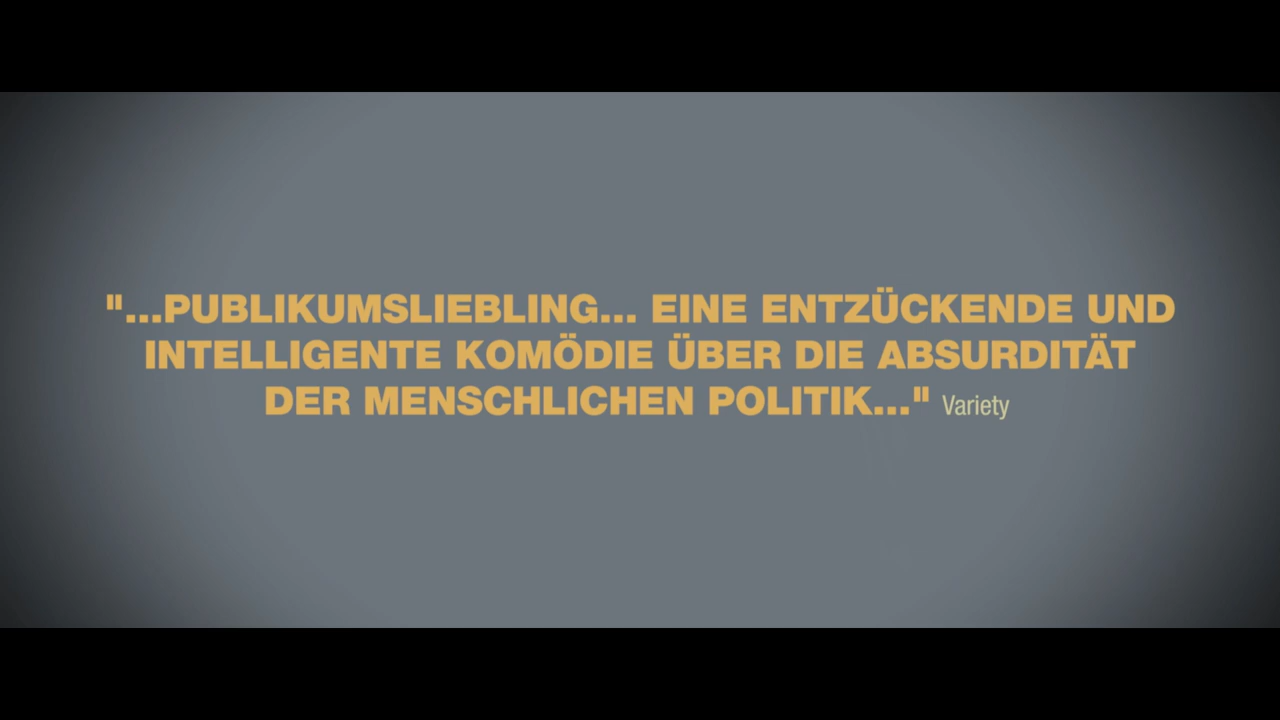 "...PUBLIKUMSLIEBLING... EINE ENTZÜCKENDE UND
INTELLIGENTE KOMÖDIE ÜBER DIE ABSURDITÄT
DER MENSCHLICHEN POLITIK..." Variety